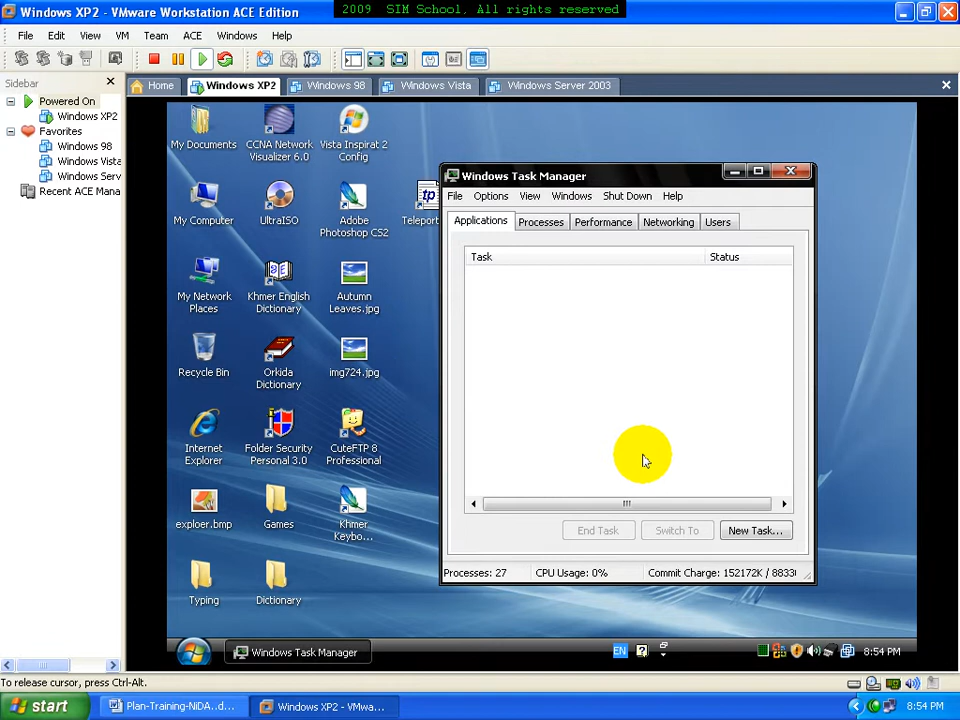 Windows XP2 - VMware Workstation ACE Edition
2009 SIM School, All rights reserved
File Edit View VM Team ACE Windows Help
Sidebar
Home Windows XP2 Windows 98 Windows Vista Windows Server 2003
Powered On
Windows XP2
Favorites
Windows 98
Windows Vista
Windows Serv
Recent ACE Mana
My Documents
CCNA Network Visualizer 6.0
Vista Inspirat 2 Config
My Computer
UltraISO
Adobe Photoshop CS2
tp
Teleport
My Network Places
Khmer English Dictionary
Autumn Leaves.jpg
Recycle Bin
Orkida Dictionary
img724.jpg
Internet Explorer
Folder Security Personal 3.0
CuteFTP 8 Professional
exploer.bmp
Games
Khmer Keybo...
Typing
Dictionary
Windows Task Manager
File Options View Windows Shut Down Help
Applications Processes Performance Networking Users
Task Status
End Task Switch To New Task...
Processes: 27 CPU Usage: 0% Commit Charge: 152172K / 8833
Windows Task Manager EN 8:54 PM
To release cursor, press Ctrl-Alt.
start Plan-Training-NiDA..d... Windows XP2 - VMwa... 8:54 PM